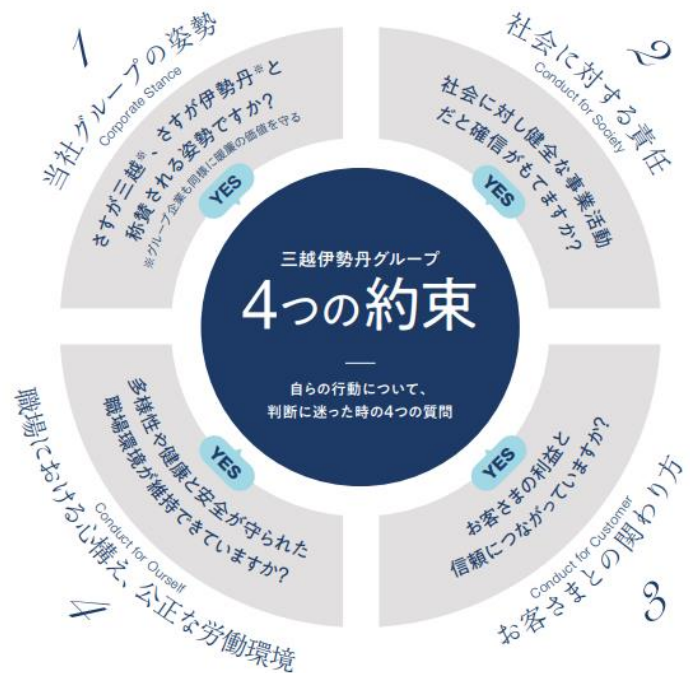 三越伊勢丹グループ
4つの約束
自らの行動について、
判断に迷った時の4つの質問
1
当社グループの姿勢
Corporate Stance
さすが三越※、さすが伊勢丹※と
称賛される姿勢ですか?
※グループ企業も同様に暖簾の価値を守る
YES
2
社会に対する責任
Conduct for Society
社会に対し健全な事業活動
だと確信がもてますか?
YES
3
お客さまとの関わり方
Conduct for Customer
お客さまの利益と
信頼につながっていますか?
YES
4
職場における心構え、公正な労働環境
Conduct for Ourself
多様性や健康と安全が守られた
職場環境が維持できていますか?
YES